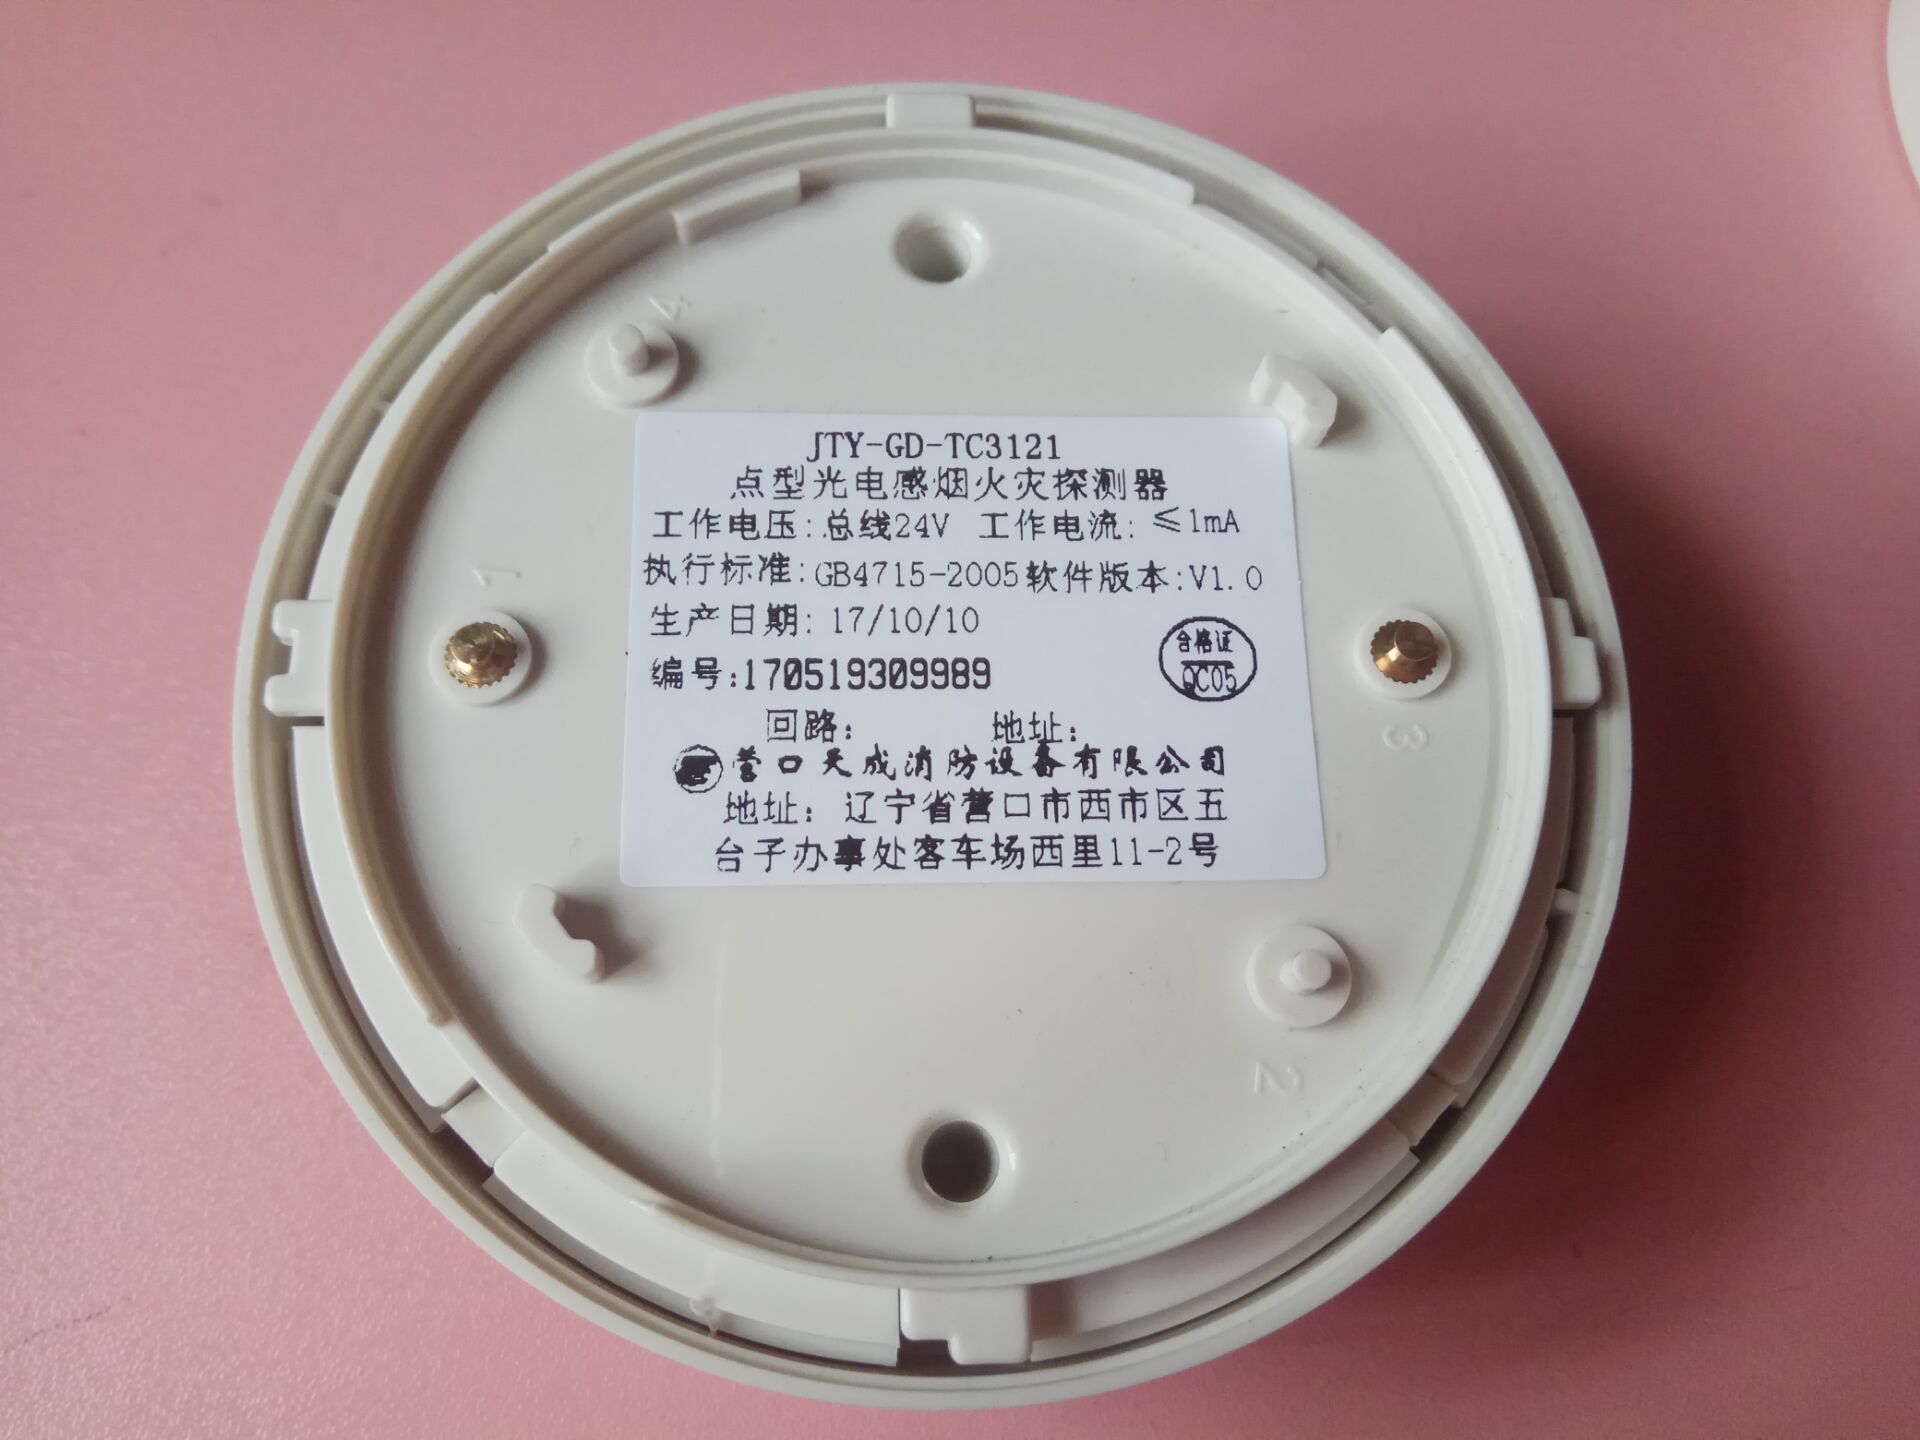 JTY-GD-TC3121
点型光电感烟火灾探测器
工作电压:总线24V 工作电流:≤1mA
执行标准:GB4715-2005软件版本:V1.0
生产日期: 17/10/10
合格证
QC05
编号:170519309989
回路: 地址:
营口天成消防设备有限公司
地址: 辽宁省营口市西市区五
台子办事处客车场西里11-2号
4
1
3
2